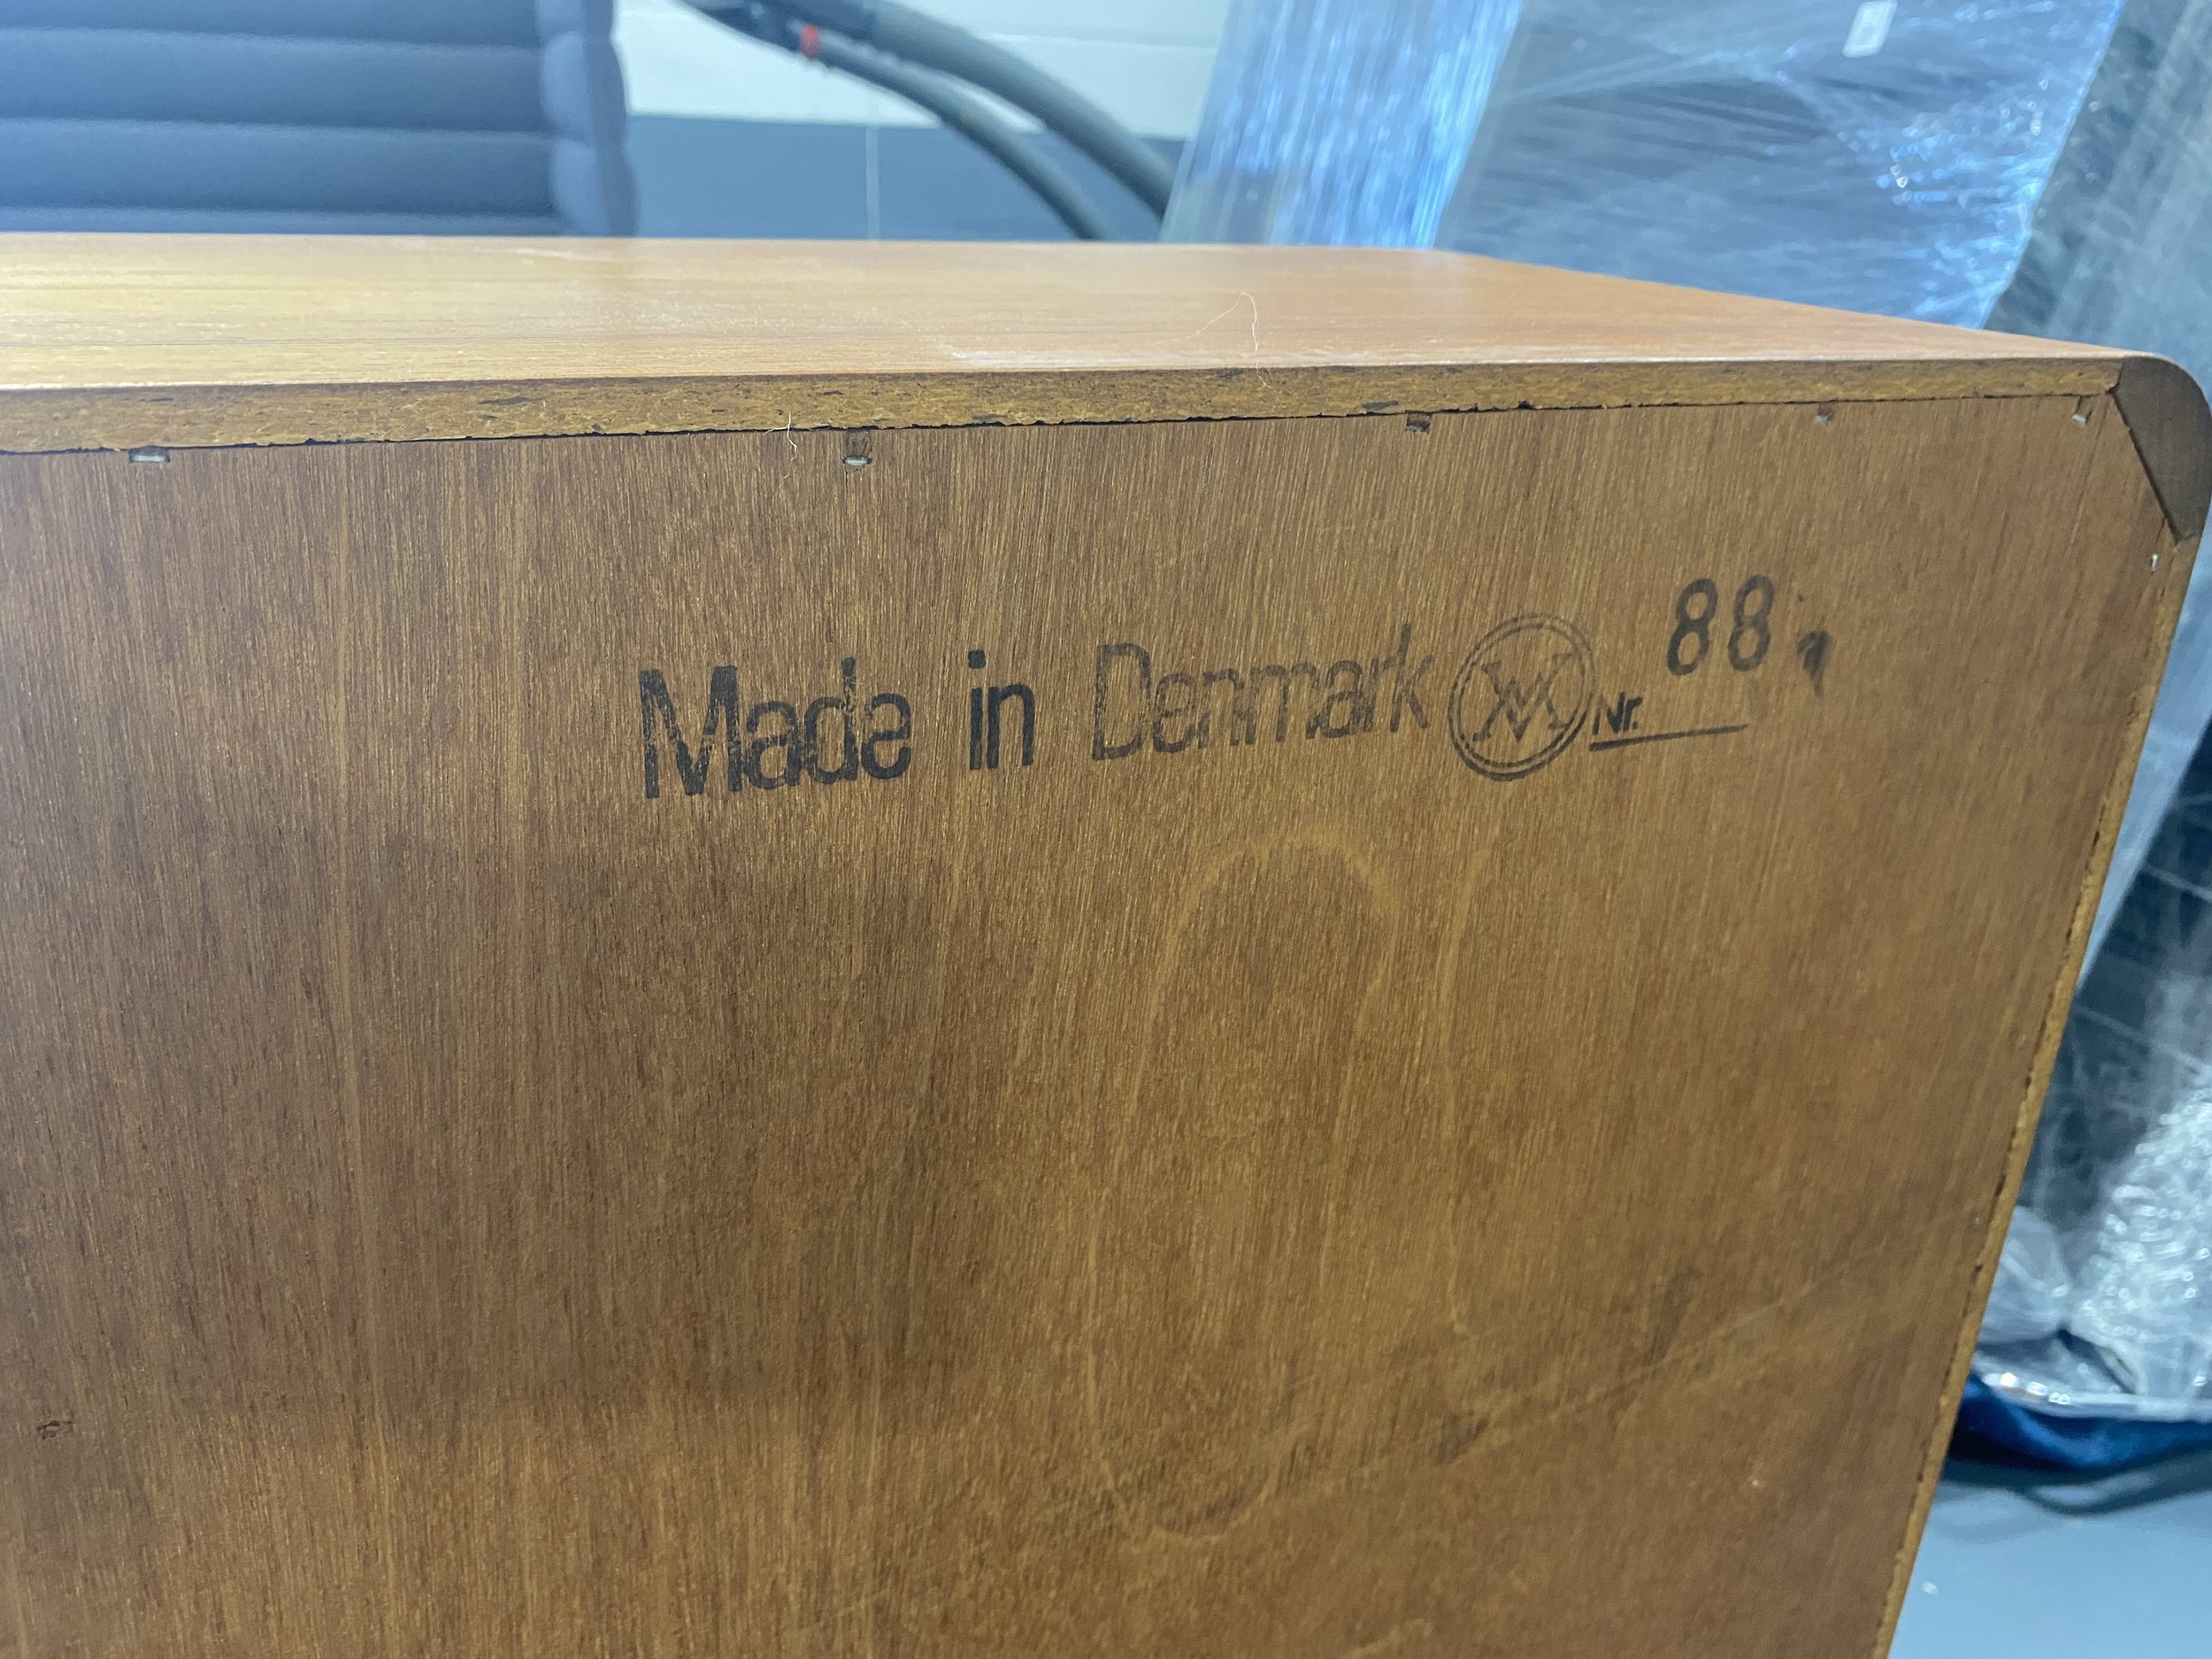 Made in Denmark Nr. 88